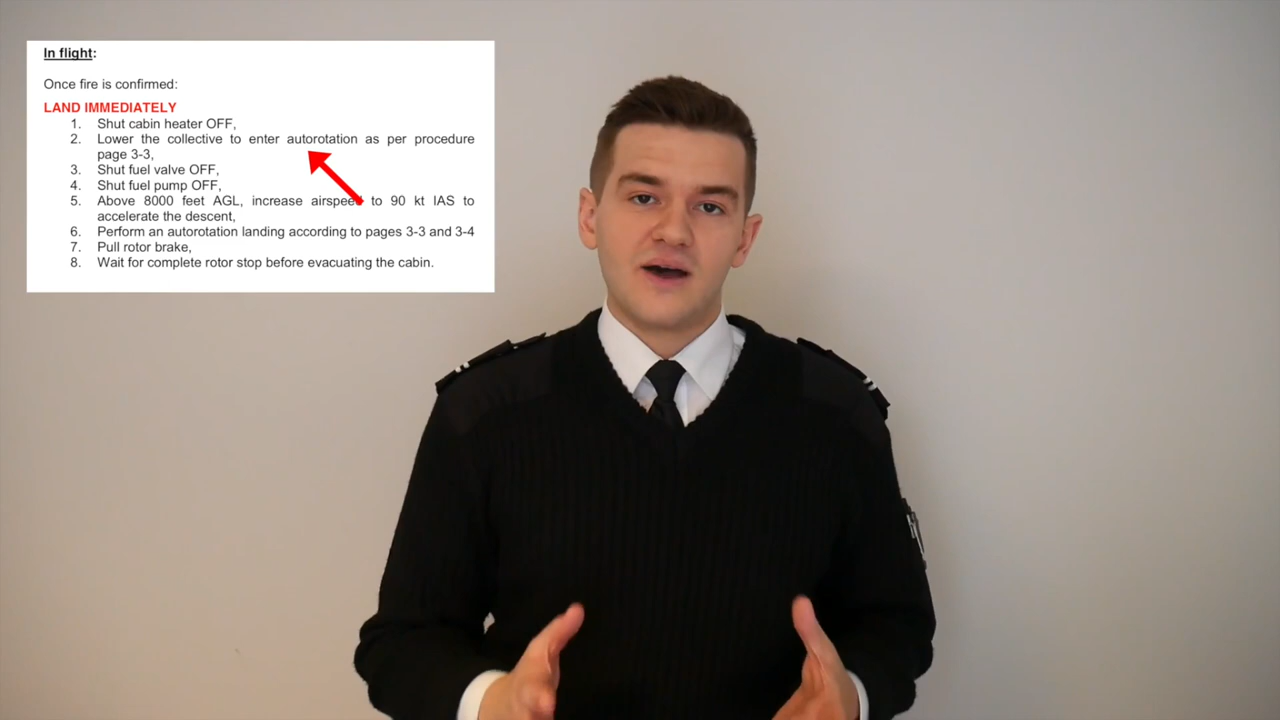 In flight:
Once fire is confirmed:
LAND IMMEDIATELY
1. Shut cabin heater OFF,
2. Lower the collective to enter autorotation as per procedure
page 3-3,
3. Shut fuel valve OFF,
4. Shut fuel pump OFF,
5. Above 8000 feet AGL, increase airspeed to 90 kt IAS to
accelerate the descent,
6. Perform an autorotation landing according to pages 3-3 and 3-4
7. Pull rotor brake,
8. Wait for complete rotor stop before evacuating the cabin.